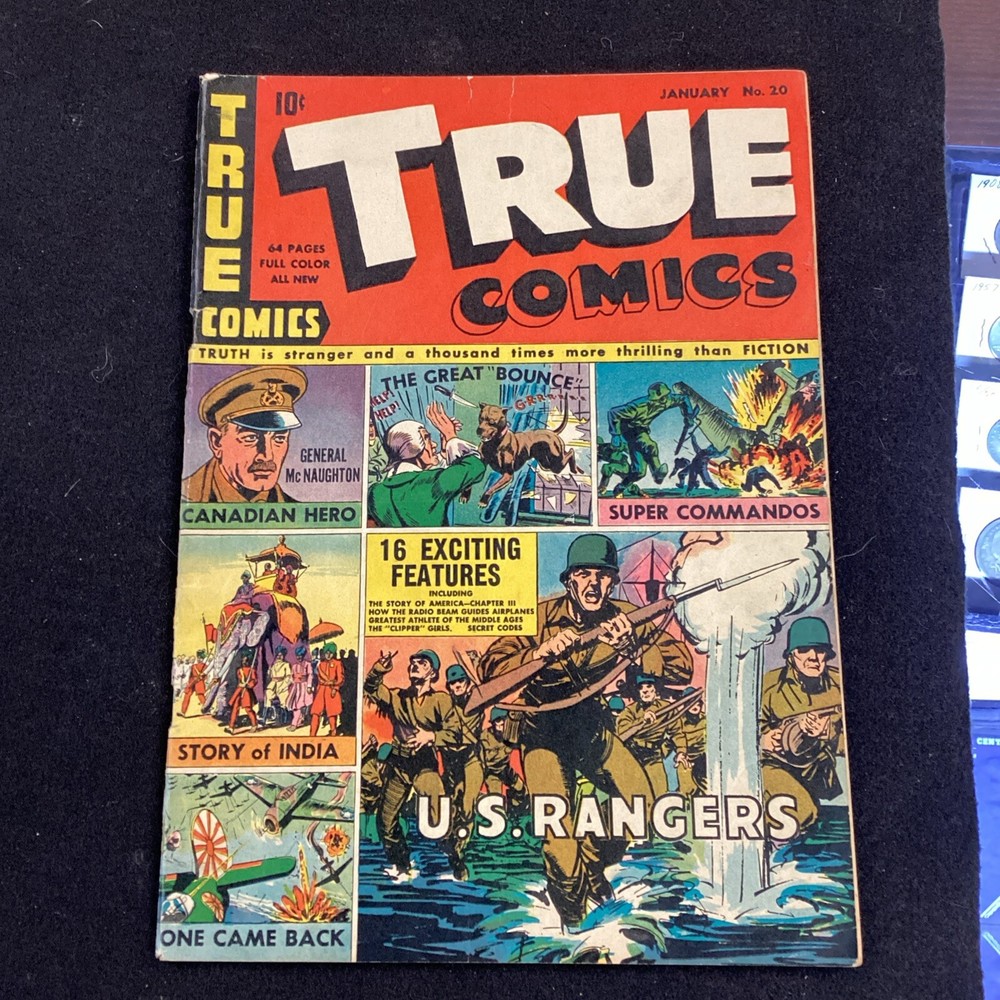 TRUE
COMICS
10¢
JANUARY No. 20
TRUE
COMICS
64 PAGES
FULL COLOR
ALL NEW
TRUTH is stranger and a thousand times more thrilling than FICTION
GENERAL
McNAUGHTON
CANADIAN HERO
THE GREAT "BOUNCE"
HELP!
HELP!
SUPER COMMANDOS
STORY of INDIA
16 EXCITING
FEATURES
INCLUDING
THE STORY OF AMERICA—CHAPTER III
HOW THE RADIO BEAM GUIDES AIRPLANES
GREATEST ATHLETE OF THE MIDDLE AGES
THE "CLIPPER" GIRLS. SECRET CODES
U.S. RANGERS
ONE CAME BACK
1957
CENT